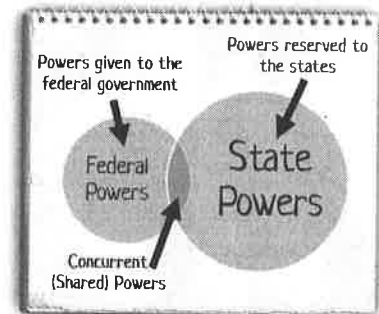 Powers given to the
federal government
Powers reserved to
the states
Federal
Powers
State
Powers
Concurrent
(Shared) Powers